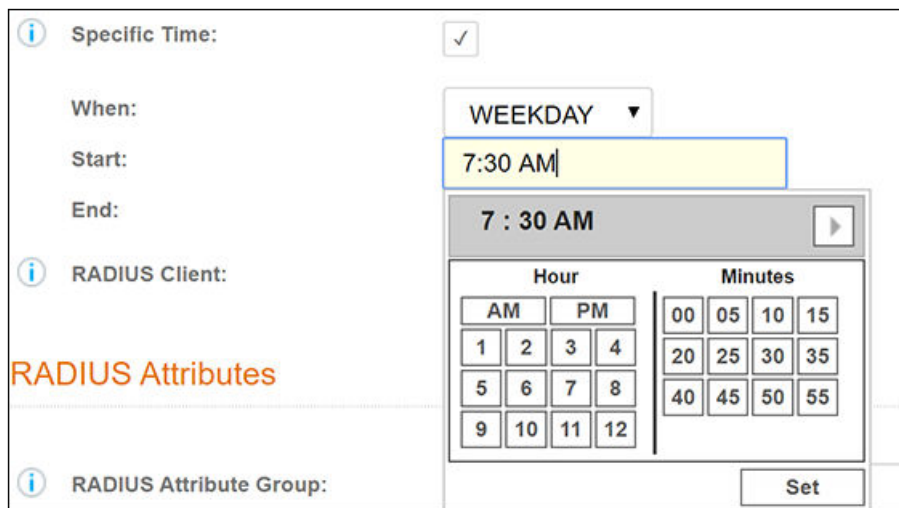 Specific Time: ✓
When: WEEKDAY
Start: 7:30 AM
End:
7 : 30 AM
RADIUS Client:
Hour Minutes
AM PM 00 05 10 15
1 2 3 4
20 25 30 35
RADIUS Attributes
5 6 7 8
40 45 50 55
9 10 11 12
RADIUS Attribute Group: Set